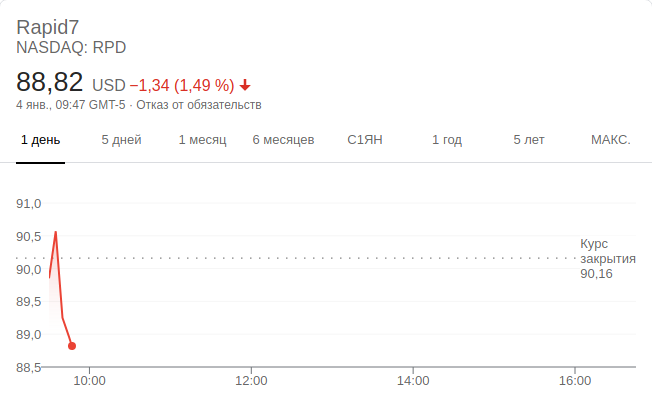 Rapid7
NASDAQ: RPD
88,82 USD −1,34 (1,49 %)
4 янв., 09:47 GMT-5 · Отказ от обязательств
1 день 5 дней 1 месяц 6 месяцев С1ЯН 1 год 5 лет МАКС.
91,0
90,5
Курс
закрытия
90,16
90,0
89,5
89,0
88,5
10:00 12:00 14:00 16:00